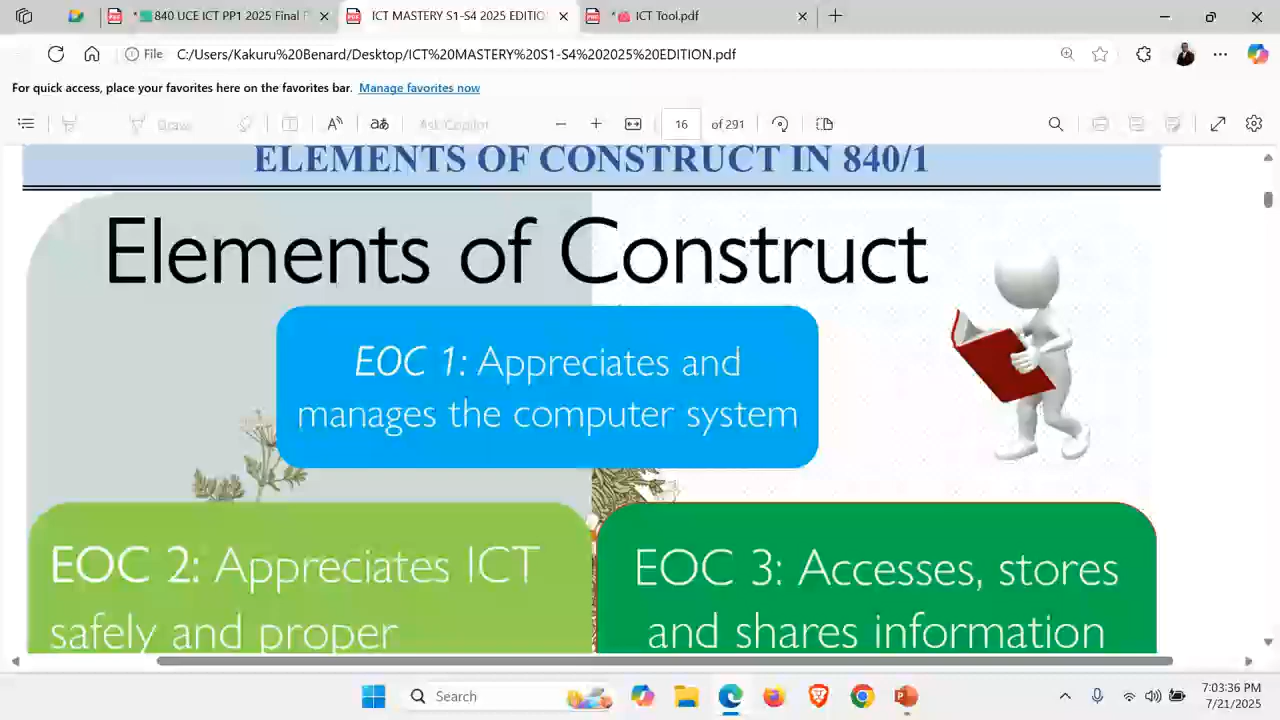 840 UCE ICT PP1 2025 Final P
ICT MASTERY S1-S4 2025 EDITIO
ICT Tool.pdf
File C:/Users/Kakuru%20Benard/Desktop/ICT%20MASTERY%20S1-S4%202025%20EDITION.pdf
For quick access, place your favorites here on the favorites bar. Manage favorites now
Draw Ask Copilot 16 of 291
ELEMENTS OF CONSTRUCT IN 840/1
Elements of Construct
EOC 1: Appreciates and
manages the computer system
EOC 2: Appreciates ICT
safely and proper
EOC 3: Accesses, stores
and shares information
Search
7:03:36 PM
7/21/2025